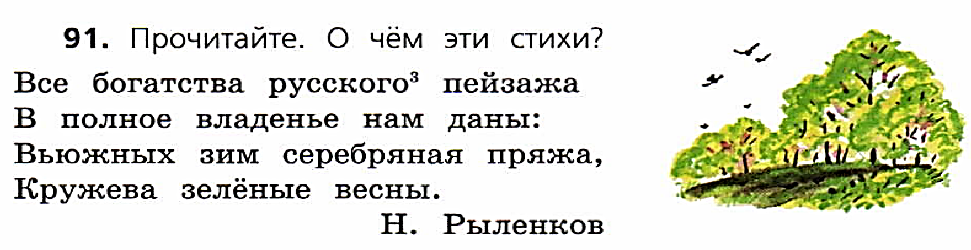 91. Прочитайте. О чём эти стихи?
Все богатства русского³ пейзажа
В полное владенье нам даны:
Вьюжных зим серебряная пряжа,
Кружева зелёные весны.
Н. Рыленков